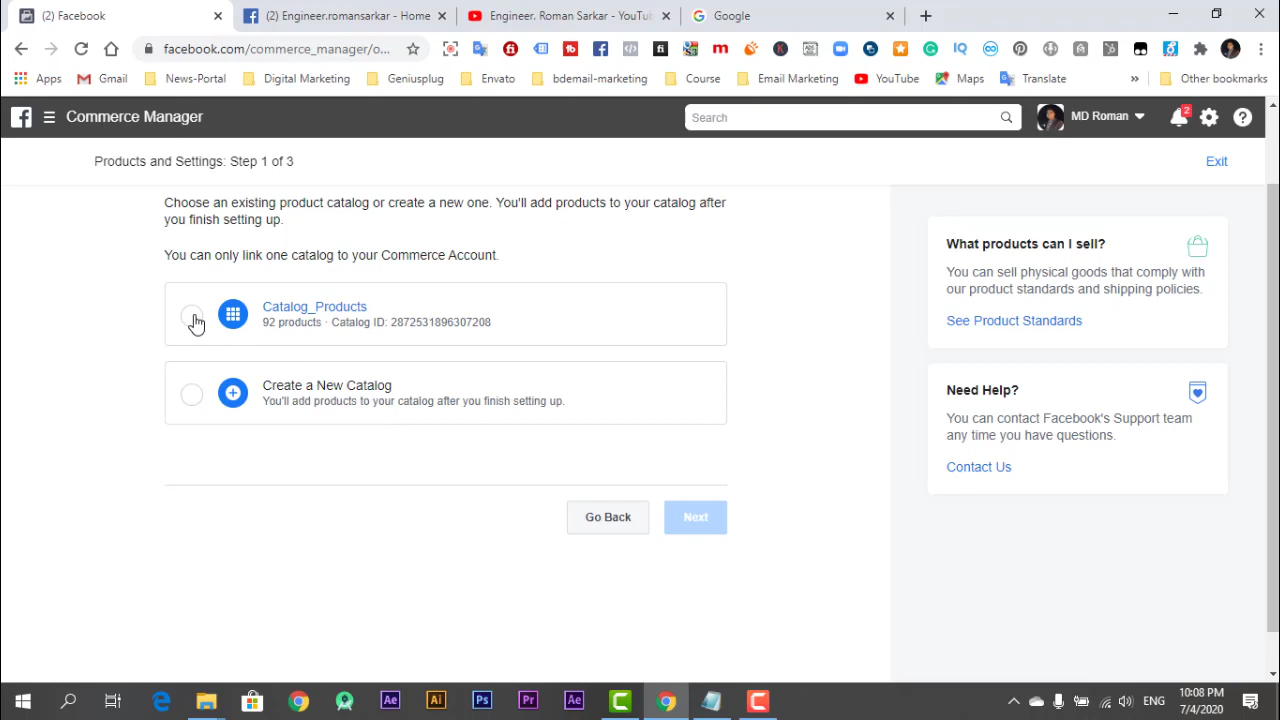 (2) Facebook
(2) Engineer.romansarkar - Home
Engineer. Roman Sarkar - YouTu
Google
facebook.com/commerce_manager/o...
Apps
Gmail
News-Portal
Digital Marketing
Geniusplug
Envato
bdemail-marketing
Course
Email Marketing
YouTube
Maps
Translate
»
Other bookmarks
Commerce Manager
Search
MD Roman
2
Products and Settings: Step 1 of 3
Exit
Choose an existing product catalog or create a new one. You'll add products to your catalog after
you finish setting up.
You can only link one catalog to your Commerce Account.
Catalog_Products
92 products · Catalog ID: 2872531896307208
Create a New Catalog
You'll add products to your catalog after you finish setting up.
Go Back
Next
What products can I sell?
You can sell physical goods that comply with
our product standards and shipping policies.
See Product Standards
Need Help?
You can contact Facebook's Support team
any time you have questions.
Contact Us
Ae
Ai
Ps
Pr
Ae
ENG
10:08 PM
7/4/2020